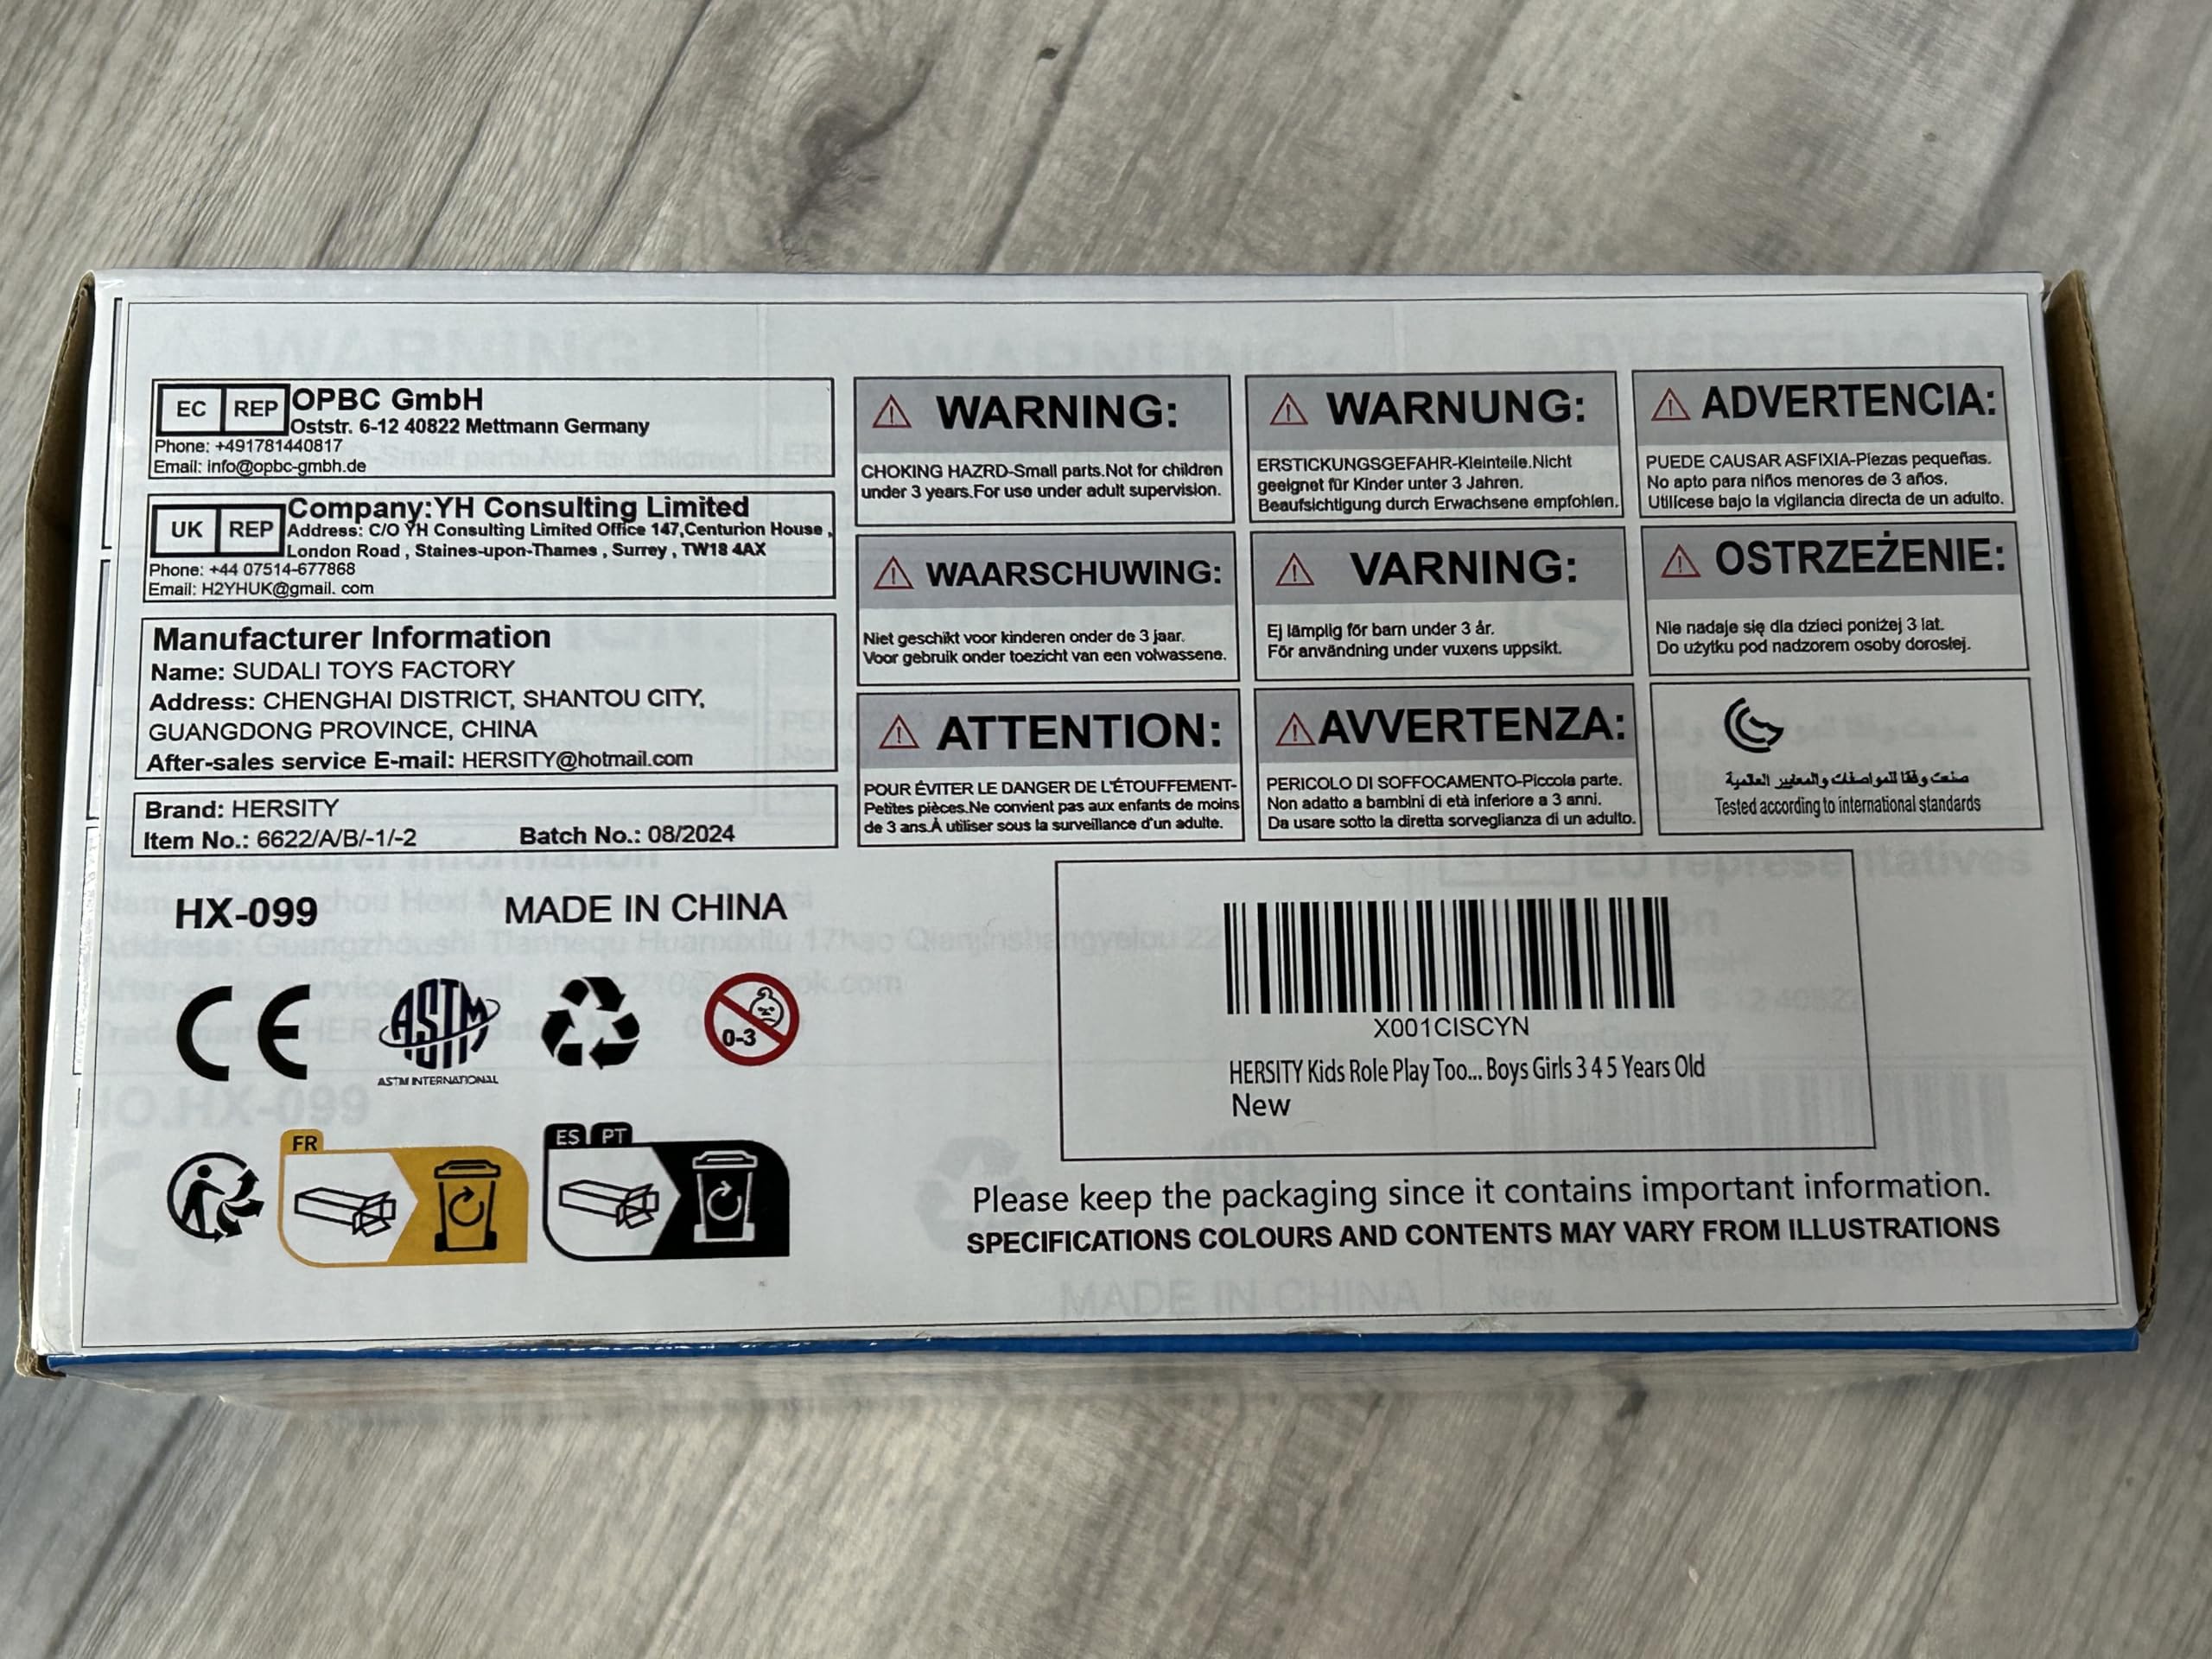 EC REP OPBC GmbH
Oststr. 6-12 40822 Mettmann Germany
Phone: +491781440817
Email: info@opbc-gmbh.de
UK REP Company:YH Consulting Limited
Address: C/O YH Consulting Limited Office 147,Centurion House ,
London Road , Staines-upon-Thames , Surrey , TW18 4AX
Phone: +44 07514-677868
Email: H2YHUK@gmail. com
Manufacturer Information
Name: SUDALI TOYS FACTORY
Address: CHENGHAI DISTRICT, SHANTOU CITY,
GUANGDONG PROVINCE, CHINA
After-sales service E-mail: HERSITY@hotmail.com
Brand: HERSITY
Item No.: 6622/A/B/-1/-2 Batch No.: 08/2024
WARNING:
CHOKING HAZRD-Small parts.Not for children
under 3 years.For use under adult supervision.
WARNUNG:
ERSTICKUNGSGEFAHR-Kleinteile.Nicht
geeignet für Kinder unter 3 Jahren.
Beaufsichtigung durch Erwachsene empfohlen.
ADVERTENCIA:
PUEDE CAUSAR ASFIXIA-Piezas pequeñas.
No apto para niños menores de 3 años.
Utilícese bajo la vigilancia directa de un adulto.
WAARSCHUWING:
Niet geschikt voor kinderen onder de 3 jaar.
Voor gebruik onder toezicht van een volwassene.
VARNING:
Ej lämplig för barn under 3 år.
För användning under vuxens uppsikt.
OSTRZEŻENIE:
Nie nadaje się dla dzieci poniżej 3 lat.
Do użytku pod nadzorem osoby dorosłej.
ATTENTION:
POUR ÉVITER LE DANGER DE L'ÉTOUFFEMENT-
Petites pièces.Ne convient pas aux enfants de moins
de 3 ans.À utiliser sous la surveillance d'un adulte.
AVVERTENZA:
PERICOLO DI SOFFOCAMENTO-Piccola parte.
Non adatto a bambini di età inferiore a 3 anni.
Da usare sotto la diretta sorveglianza di un adulto.
صنعت وفقا للمواصفات والمعايير العالمية
Tested according to international standards
HX-099 MADE IN CHINA
CE
ASTM
ASTM INTERNATIONAL
0-3
FR
ES PT
X001CISCYN
HERSITY Kids Role Play Too... Boys Girls 3 4 5 Years Old
New
Please keep the packaging since it contains important information.
SPECIFICATIONS COLOURS AND CONTENTS MAY VARY FROM ILLUSTRATIONS